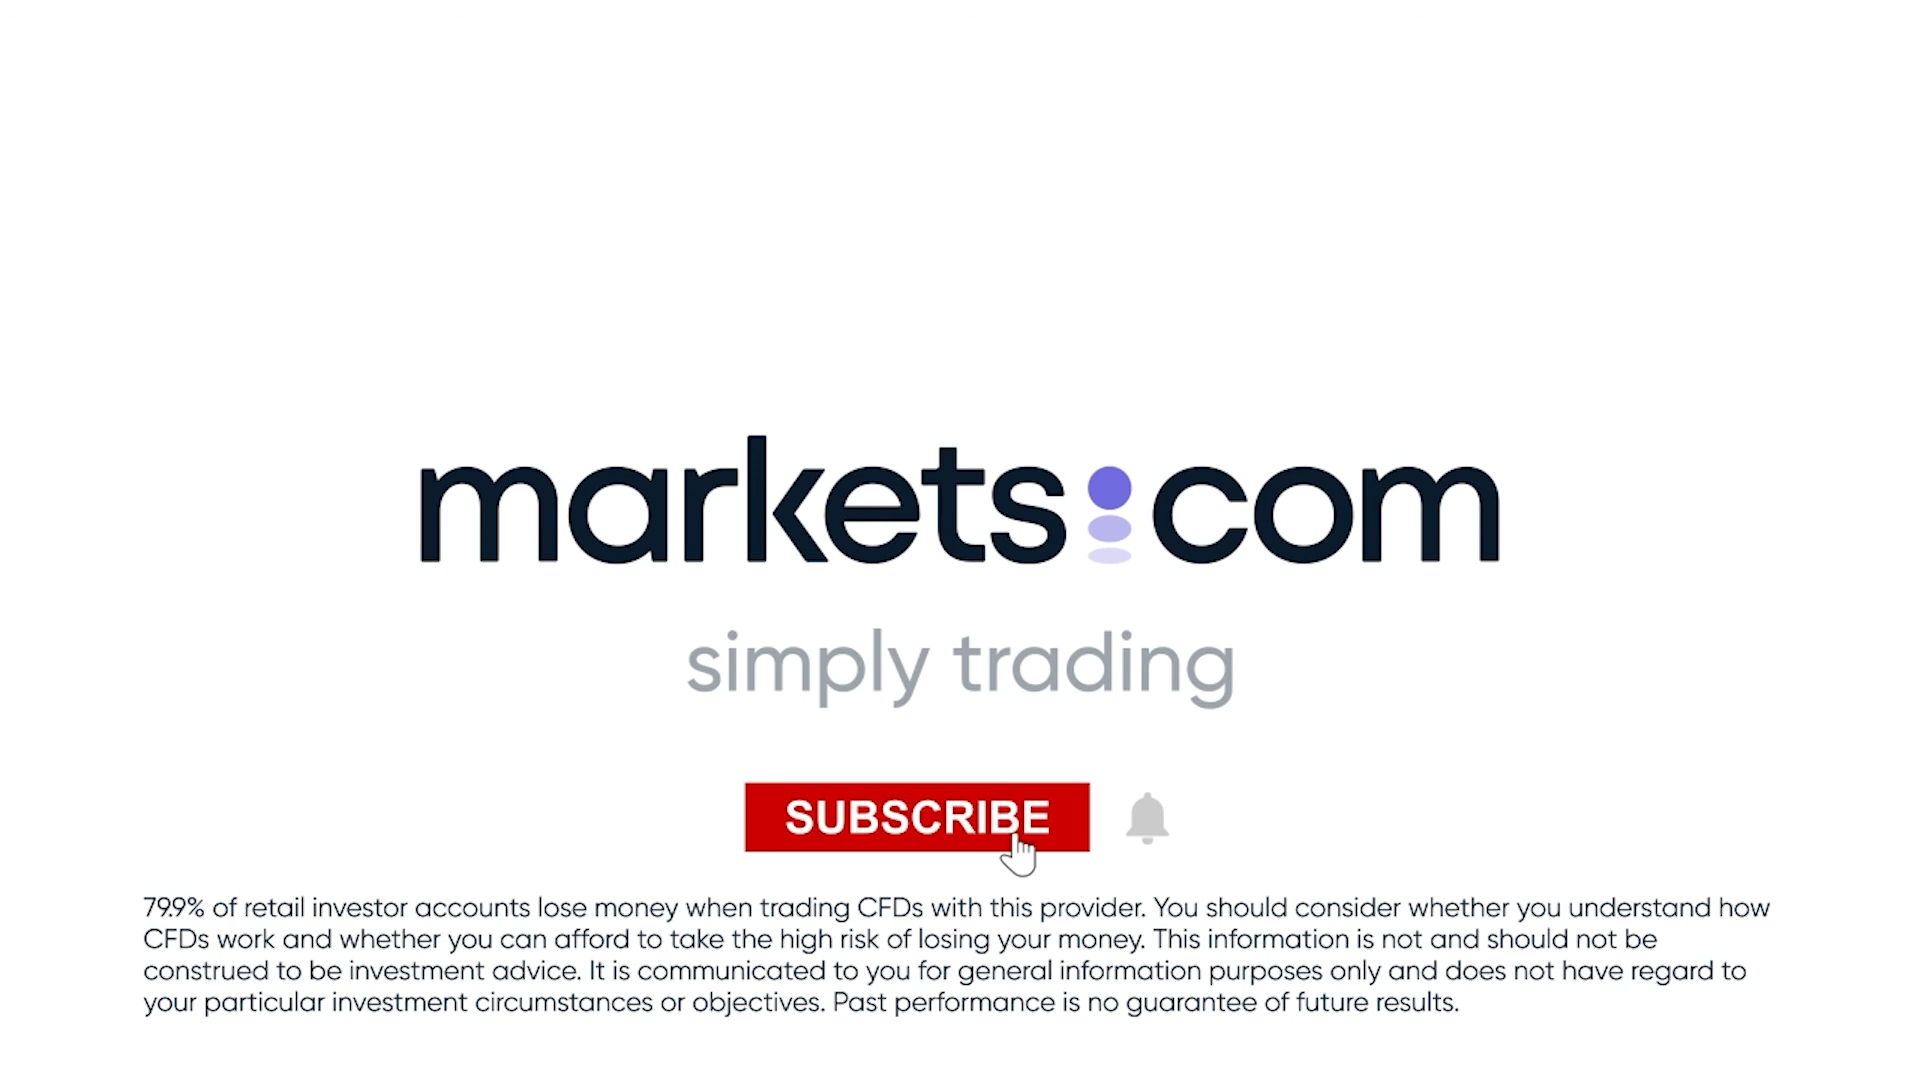 markets.com
simply trading
SUBSCRIBE
79.9% of retail investor accounts lose money when trading CFDs with this provider. You should consider whether you understand how
CFDs work and whether you can afford to take the high risk of losing your money. This information is not and should not be
construed to be investment advice. It is communicated to you for general information purposes only and does not have regard to
your particular investment circumstances or objectives. Past performance is no guarantee of future results.